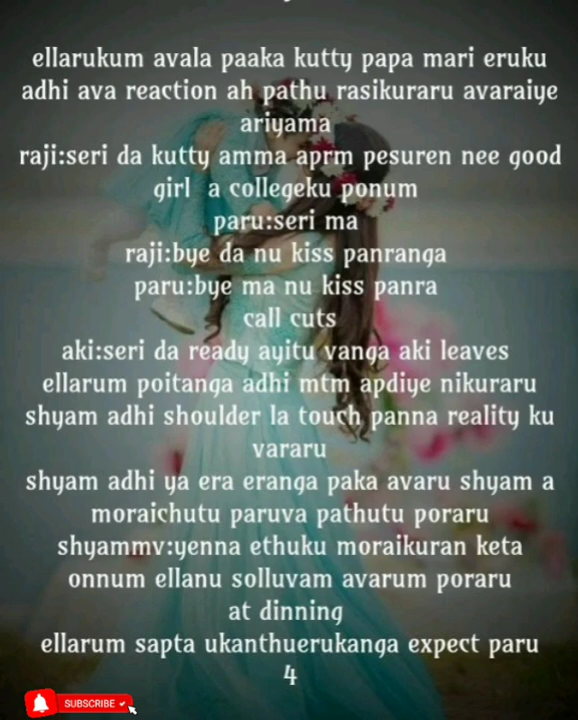 ellarukum avala paaka kutty papa mari eruku
adhi ava reaction ah pathu rasikuraru avaraiye
ariyama
raji:seri da kutty amma aprm pesuren nee good
girl a collegeku ponum
paru:seri ma
raji:bye da nu kiss panranga
paru:bye ma nu kiss panra
call cuts
aki:seri da ready ayitu vanga aki leaves
ellarum poitanga adhi mtm apdiye nikuraru
shyam adhi shoulder la touch panna reality ku
vararu
shyam adhi ya era eranga paka avaru shyam a
moraichutu paruva pathutu poraru
shyammv:yenna ethuku moraikuran keta
onnum ellanu solluvam avarum poraru
at dinning
ellarum sapta ukanthuerukanga expect paru
4
SUBSCRIBE